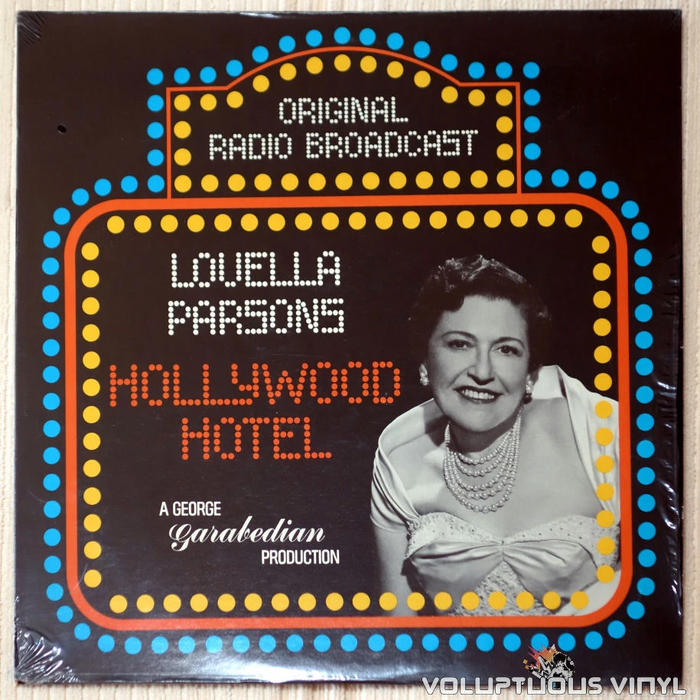 ORIGINAL
RADIO BROADCAST
LOUELLA
PARSONS
HOLLYWOOD
HOTEL
A GEORGE
Garabedian
PRODUCTION
VOLUPTUOUS VINYL